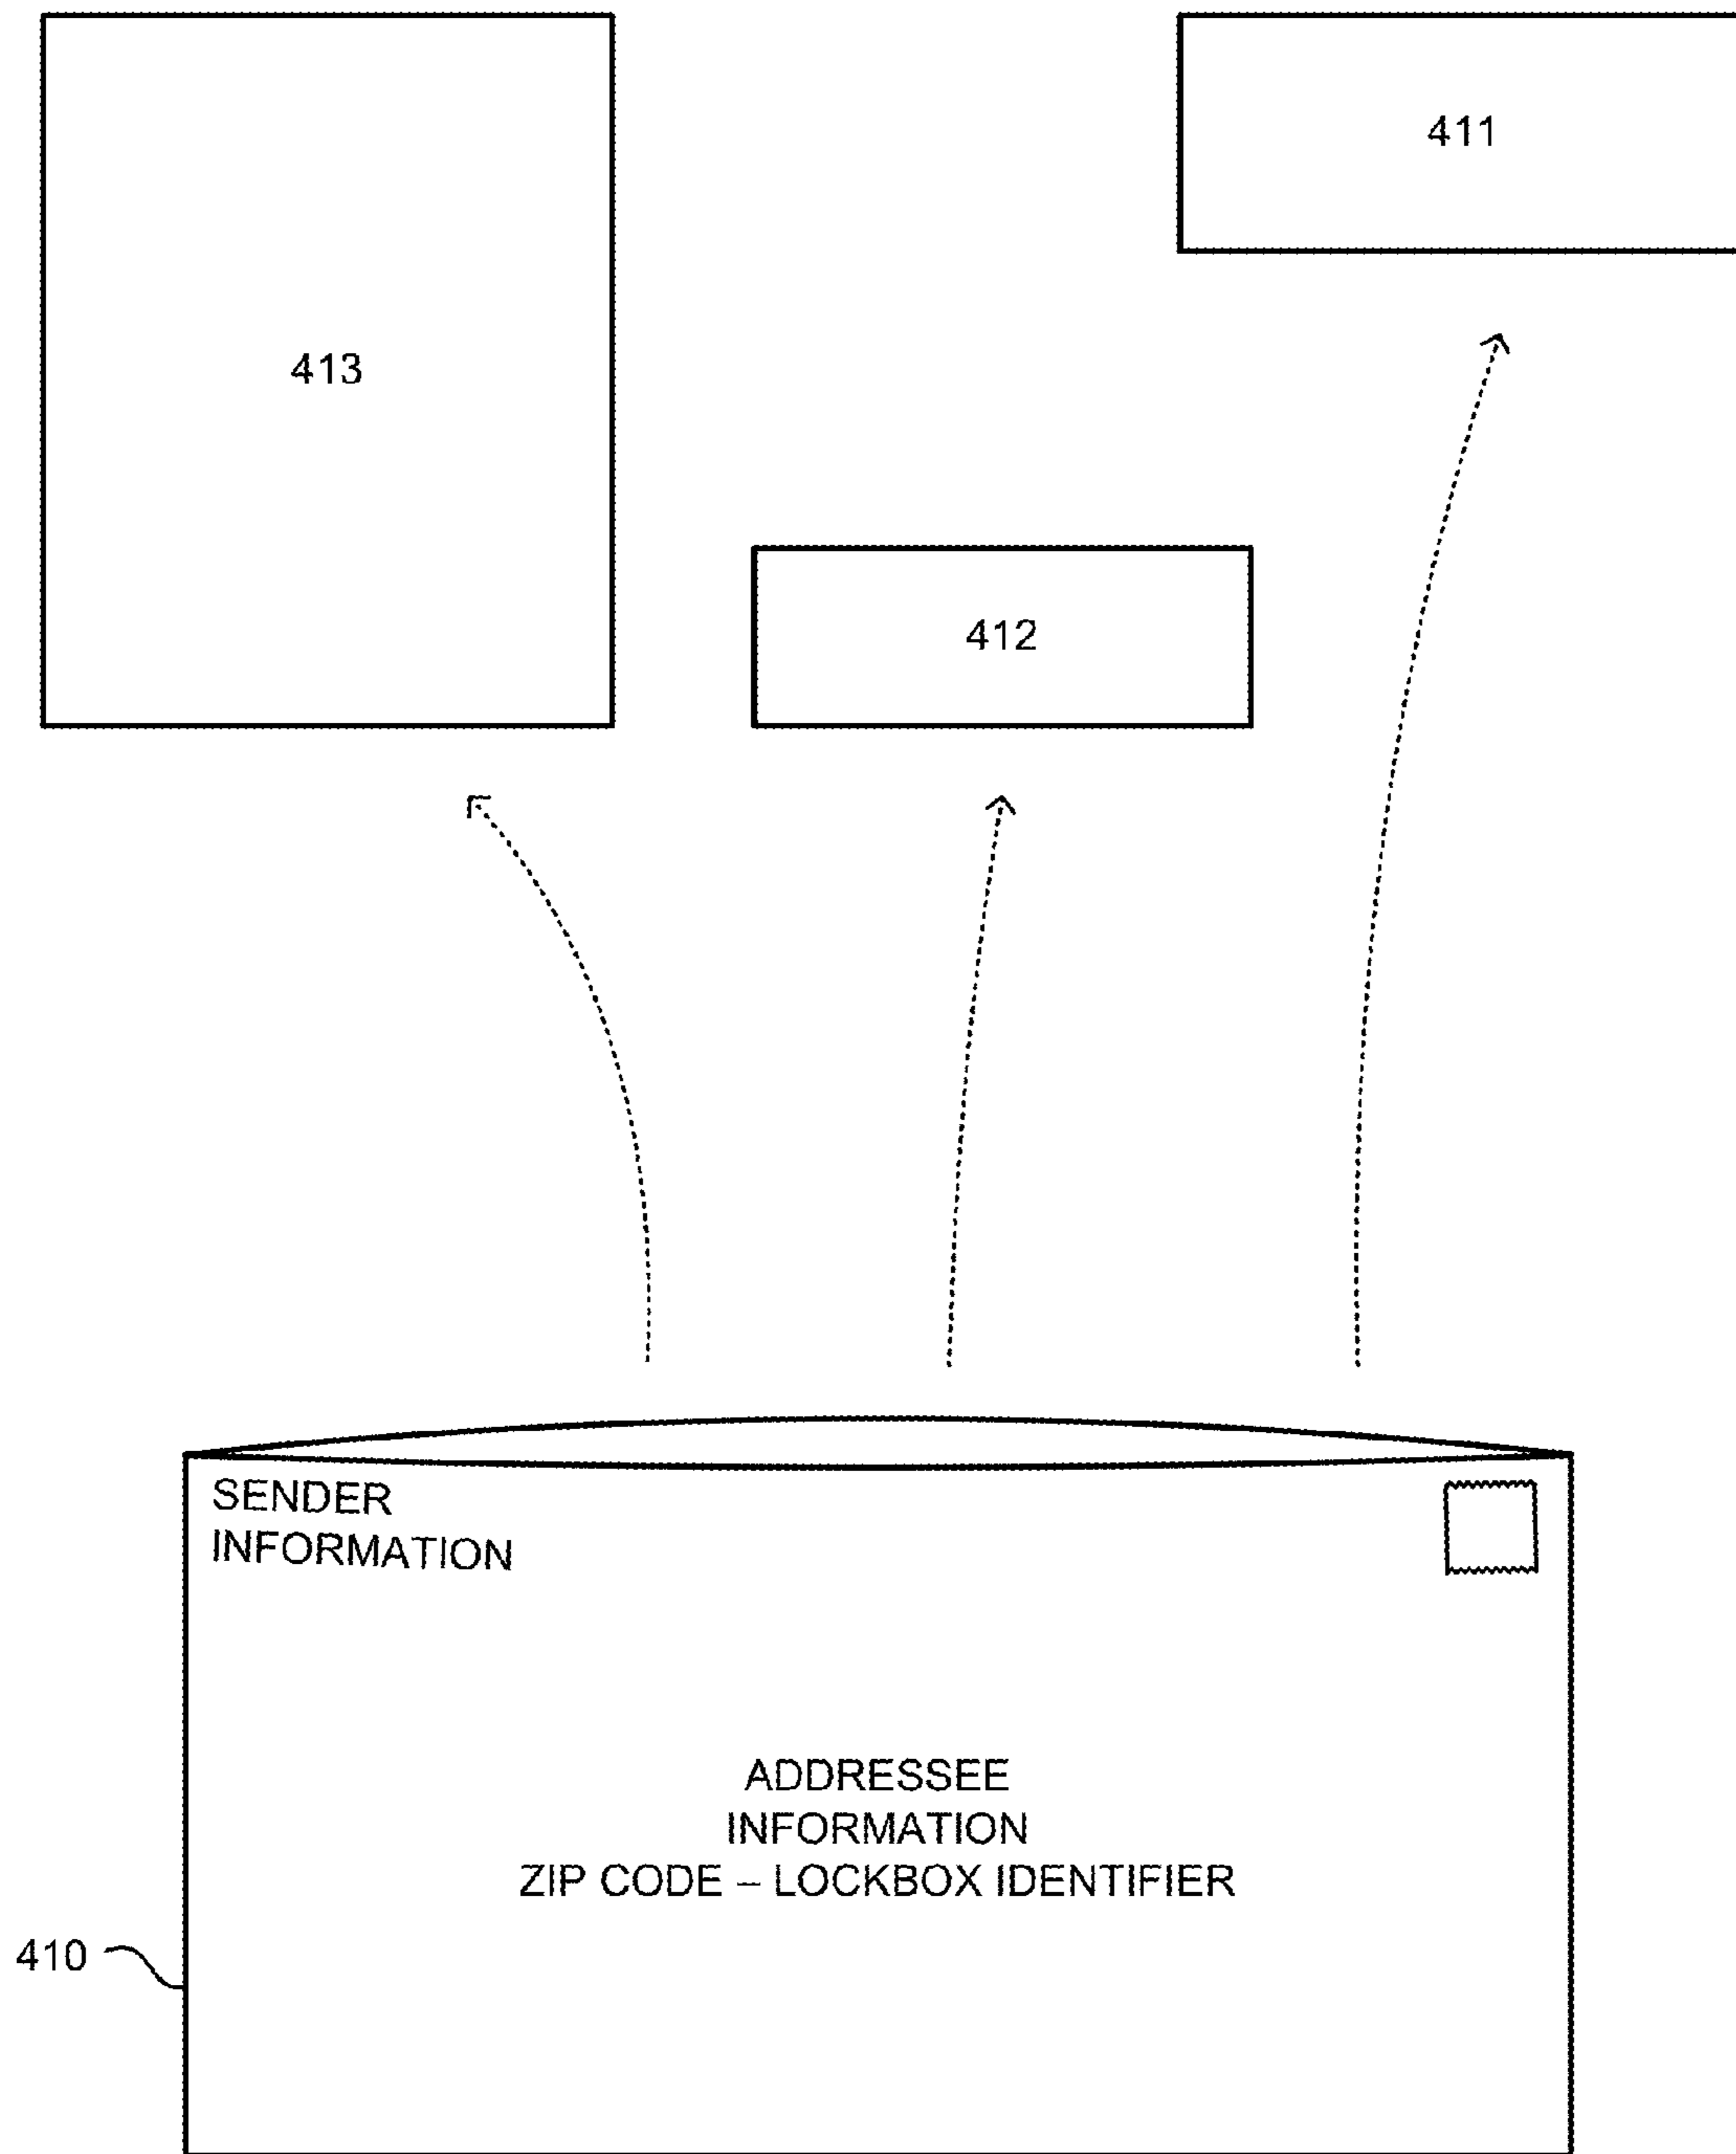 411
413
412
SENDER
INFORMATION
ADDRESSEE
INFORMATION
ZIP CODE – LOCKBOX IDENTIFIER
410